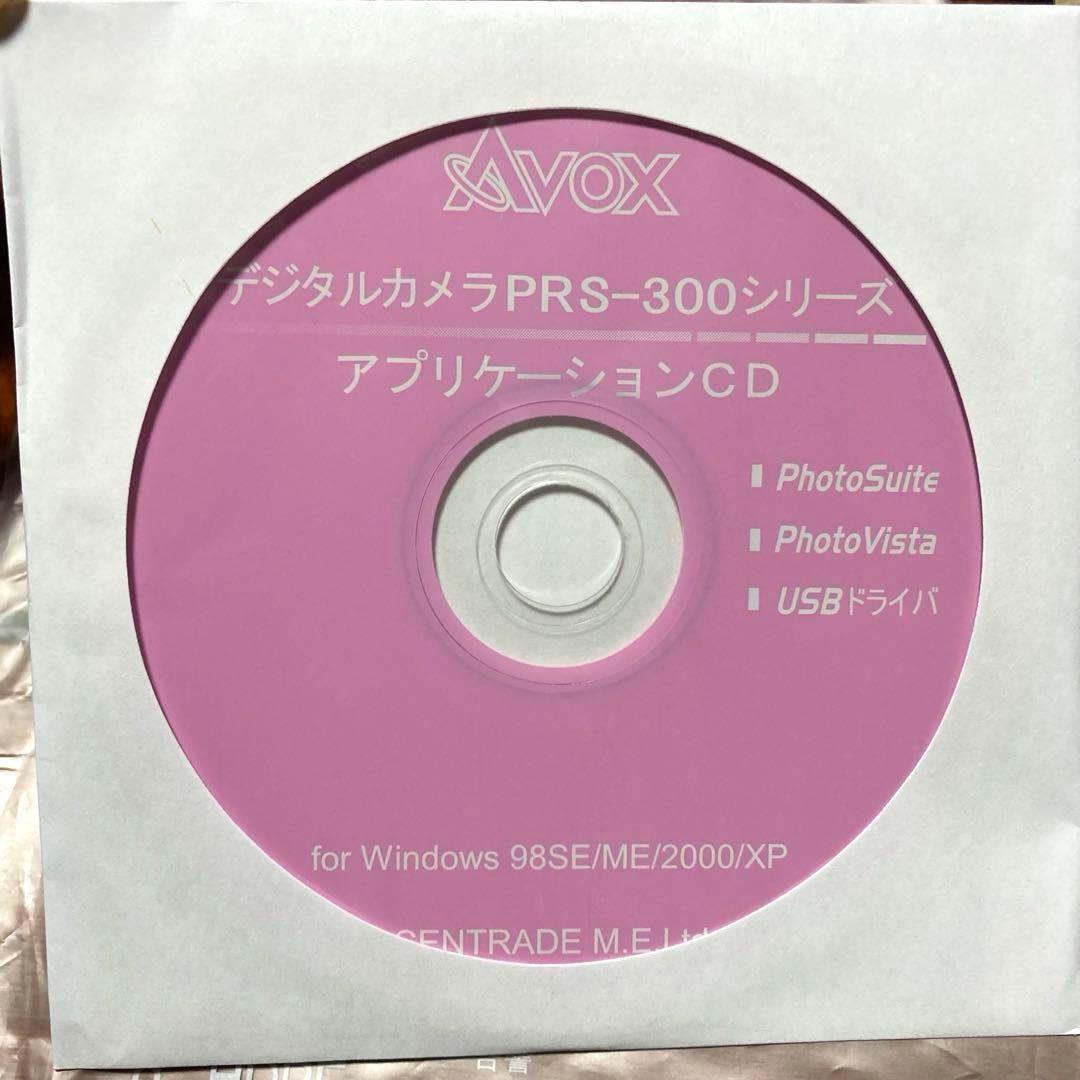 AVOX
デジタルカメラPRS-300シリーズ
アプリケーションCD
PhotoSuite
PhotoVista
USBドライバ
for Windows 98SE/ME/2000/XP
CENTRADE M.E.Ltd